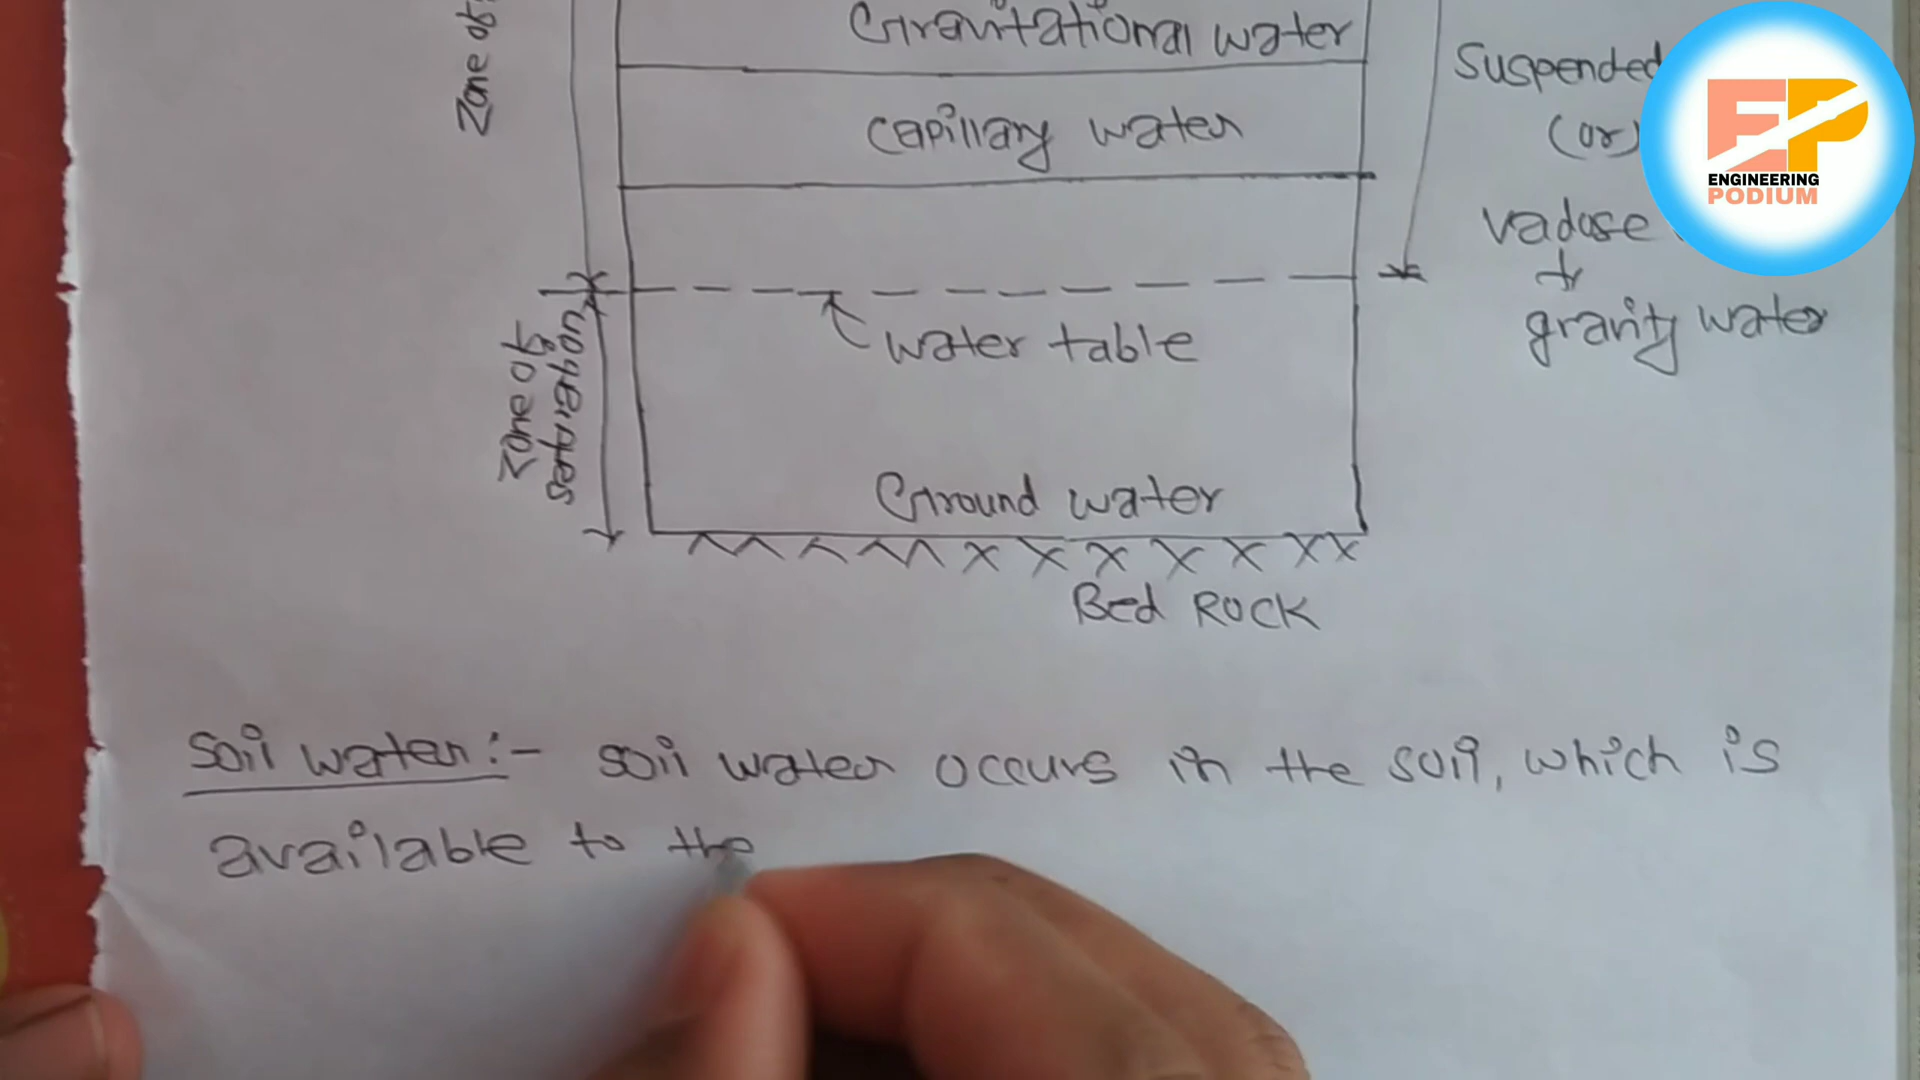 Zone of
Gravitational water
Capillary water
Suspended
(or)
vadose
+
gravity water
ENGINEERING
PODIUM
EP
water table
Zone of
saturation
Ground water
Bed Rock
Soil water:- Soil water occurs in the soil, which is
available to the